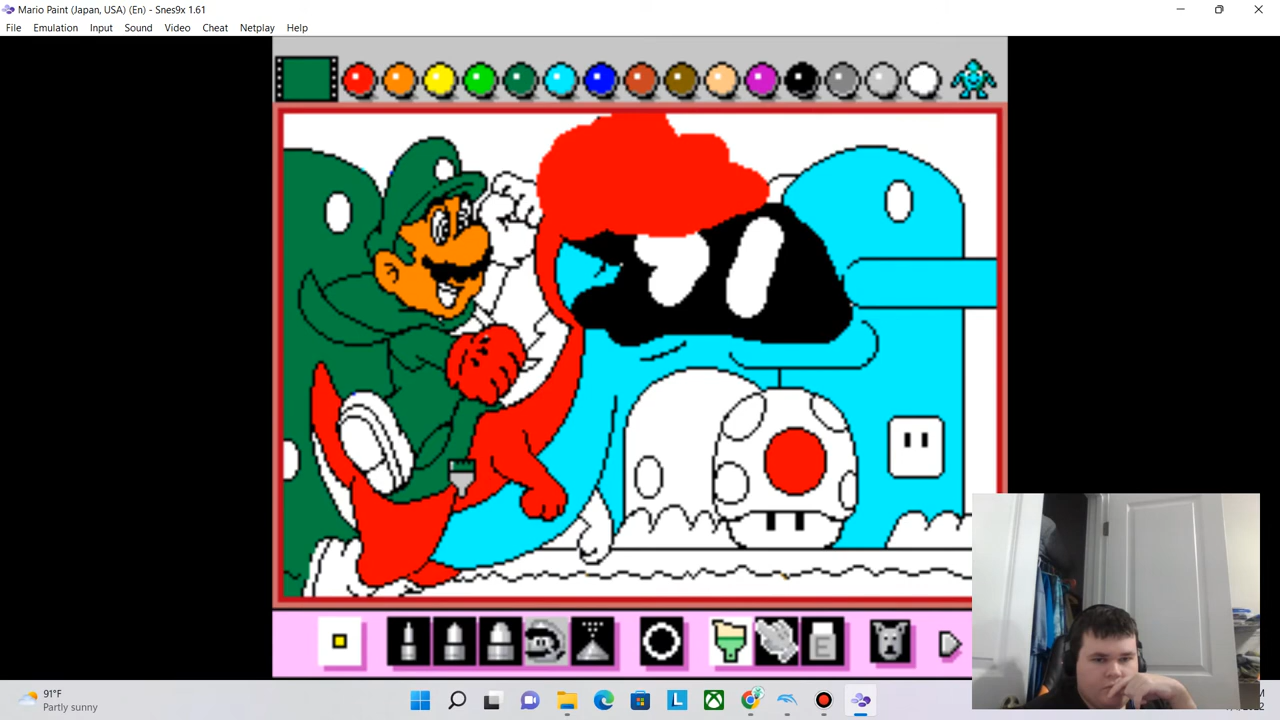 Mario Paint (Japan, USA) (En) - Snes9x 1.61
File Emulation Input Sound Video Cheat Netplay Help
E
91°F
Partly sunny
L